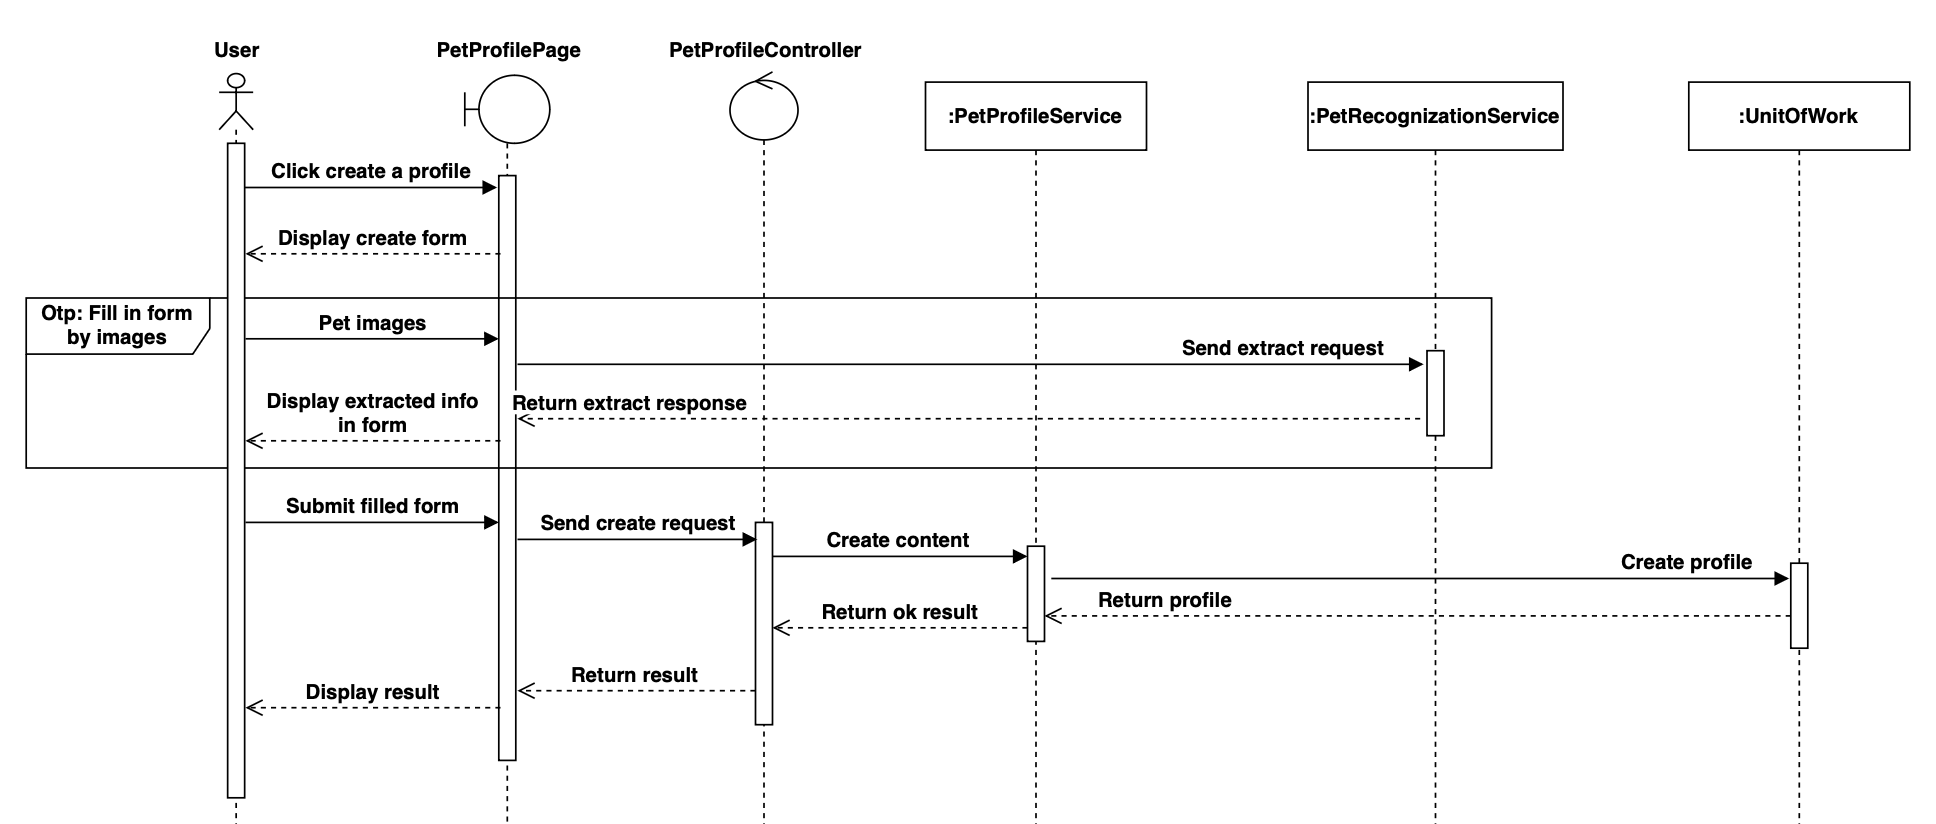 User
PetProfilePage
PetProfileController
:PetProfileService
:PetRecognizationService
:UnitOfWork
Click create a profile
Display create form
Otp: Fill in form
by images
Pet images
Send extract request
Return extract response
Display extracted info
in form
Submit filled form
Send create request
Create content
Create profile
Return profile
Return ok result
Return result
Display result